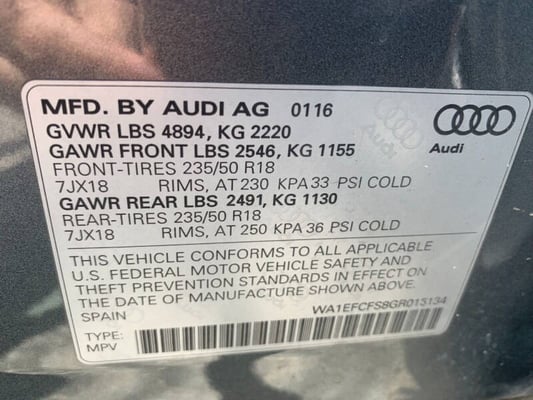 MFD. BY AUDI AG 0116
GVWR LBS 4894, KG 2220
GAWR FRONT LBS 2546, KG 1155
FRONT-TIRES 235/50 R18
7JX18 RIMS, AT 230 KPA 33 PSI COLD
GAWR REAR LBS 2491, KG 1130
REAR-TIRES 235/50 R18
7JX18 RIMS, AT 250 KPA 36 PSI COLD
Audi
THIS VEHICLE CONFORMS TO ALL APPLICABLE
U.S. FEDERAL MOTOR VEHICLE SAFETY AND
THEFT PREVENTION STANDARDS IN EFFECT ON
THE DATE OF MANUFACTURE SHOWN ABOVE.
SPAIN
WA1EFCFS8GR013134
TYPE:
MPV